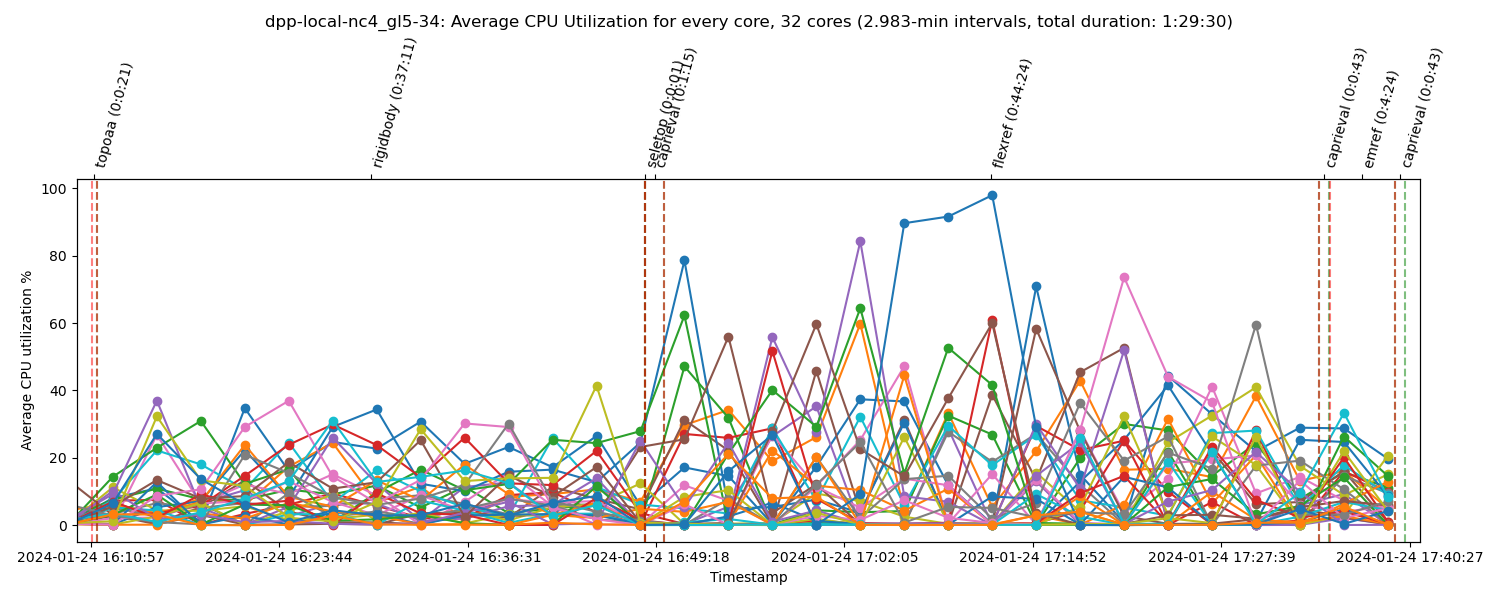 dpp-local-nc4_gl5-34: Average CPU Utilization for every core, 32 cores (2.983-min intervals, total duration: 1:29:30)
topoaa (0:0:21)
rigidbody (0:37:11)
seletop (0:0:01)
caprieval (0:1:15)
flexref (0:44:24)
caprieval (0:0:43)
emref (0:4:24)
caprieval (0:0:43)
Average CPU utilization %
100
80
60
40
20
0
2024-01-24 16:10:57
2024-01-24 16:23:44
2024-01-24 16:36:31
2024-01-24 16:49:18
2024-01-24 17:02:05
2024-01-24 17:14:52
2024-01-24 17:27:39
2024-01-24 17:40:27
Timestamp